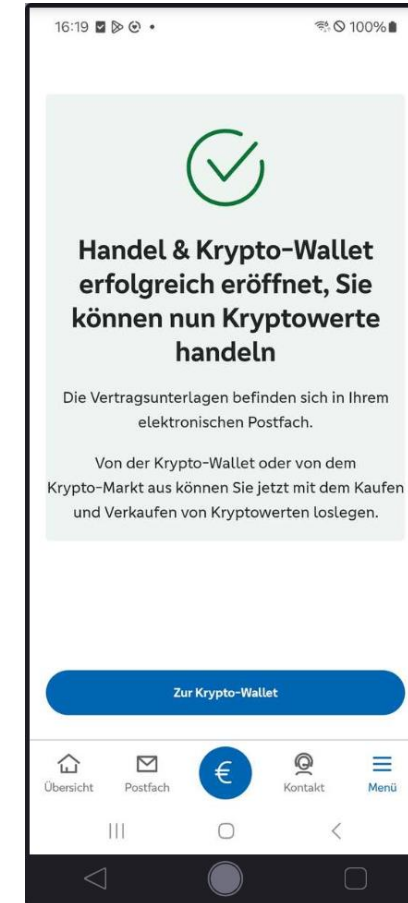 16:19
100%
Handel & Krypto-Wallet
erfolgreich eröffnet, Sie
können nun Kryptowerte
handeln
Die Vertragsunterlagen befinden sich in Ihrem
elektronischen Postfach.
Von der Krypto-Wallet oder von dem
Krypto-Markt aus können Sie jetzt mit dem Kaufen
und Verkaufen von Kryptowerten loslegen.
Zur Krypto-Wallet
€
Übersicht Postfach Kontakt Menü